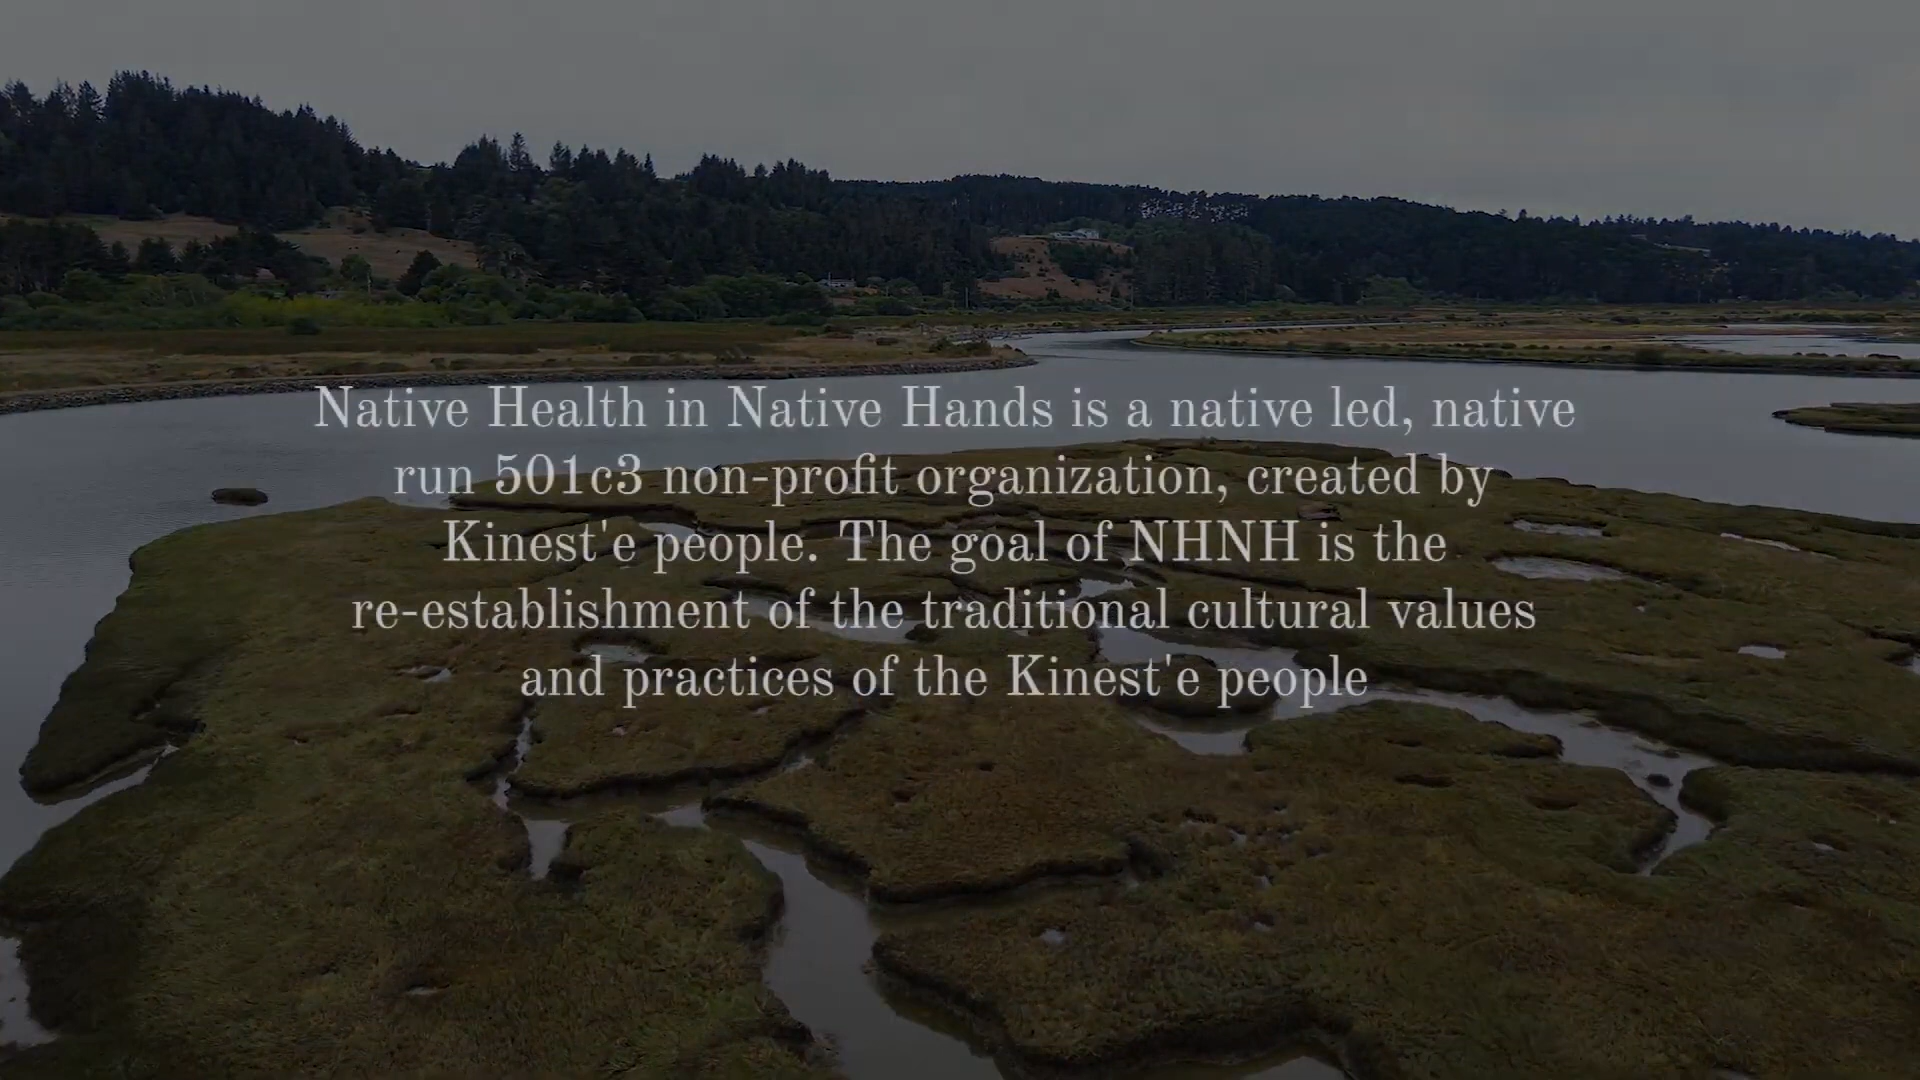 Native Health in Native Hands is a native led, native
run 501c3 non-profit organization, created by
Kinest'e people. The goal of NHNH is the
re-establishment of the traditional cultural values
and practices of the Kinest'e people